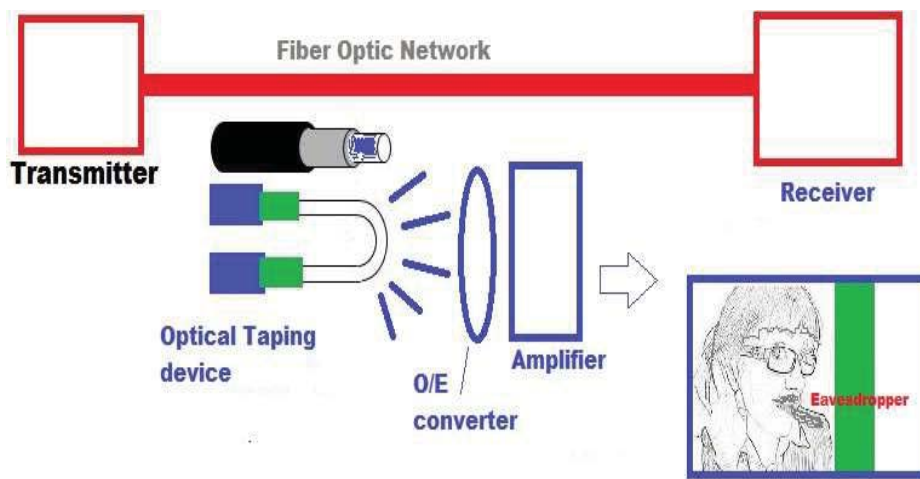 Fiber Optic Network
Transmitter
Receiver
Optical Taping
device
O/E
converter
Amplifier
Eavesdropper